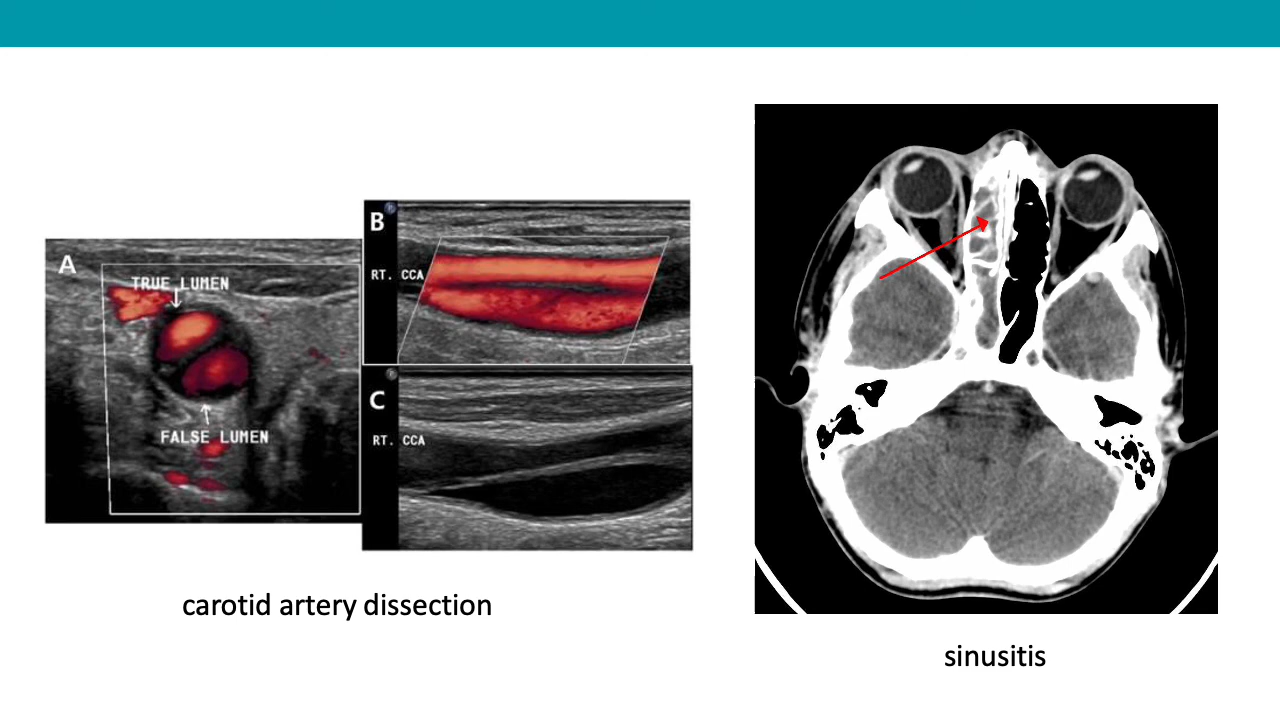 A
TRUE LUMEN
FALSE LUMEN
B
RT. CCA
C
RT. CCA
carotid artery dissection
sinusitis